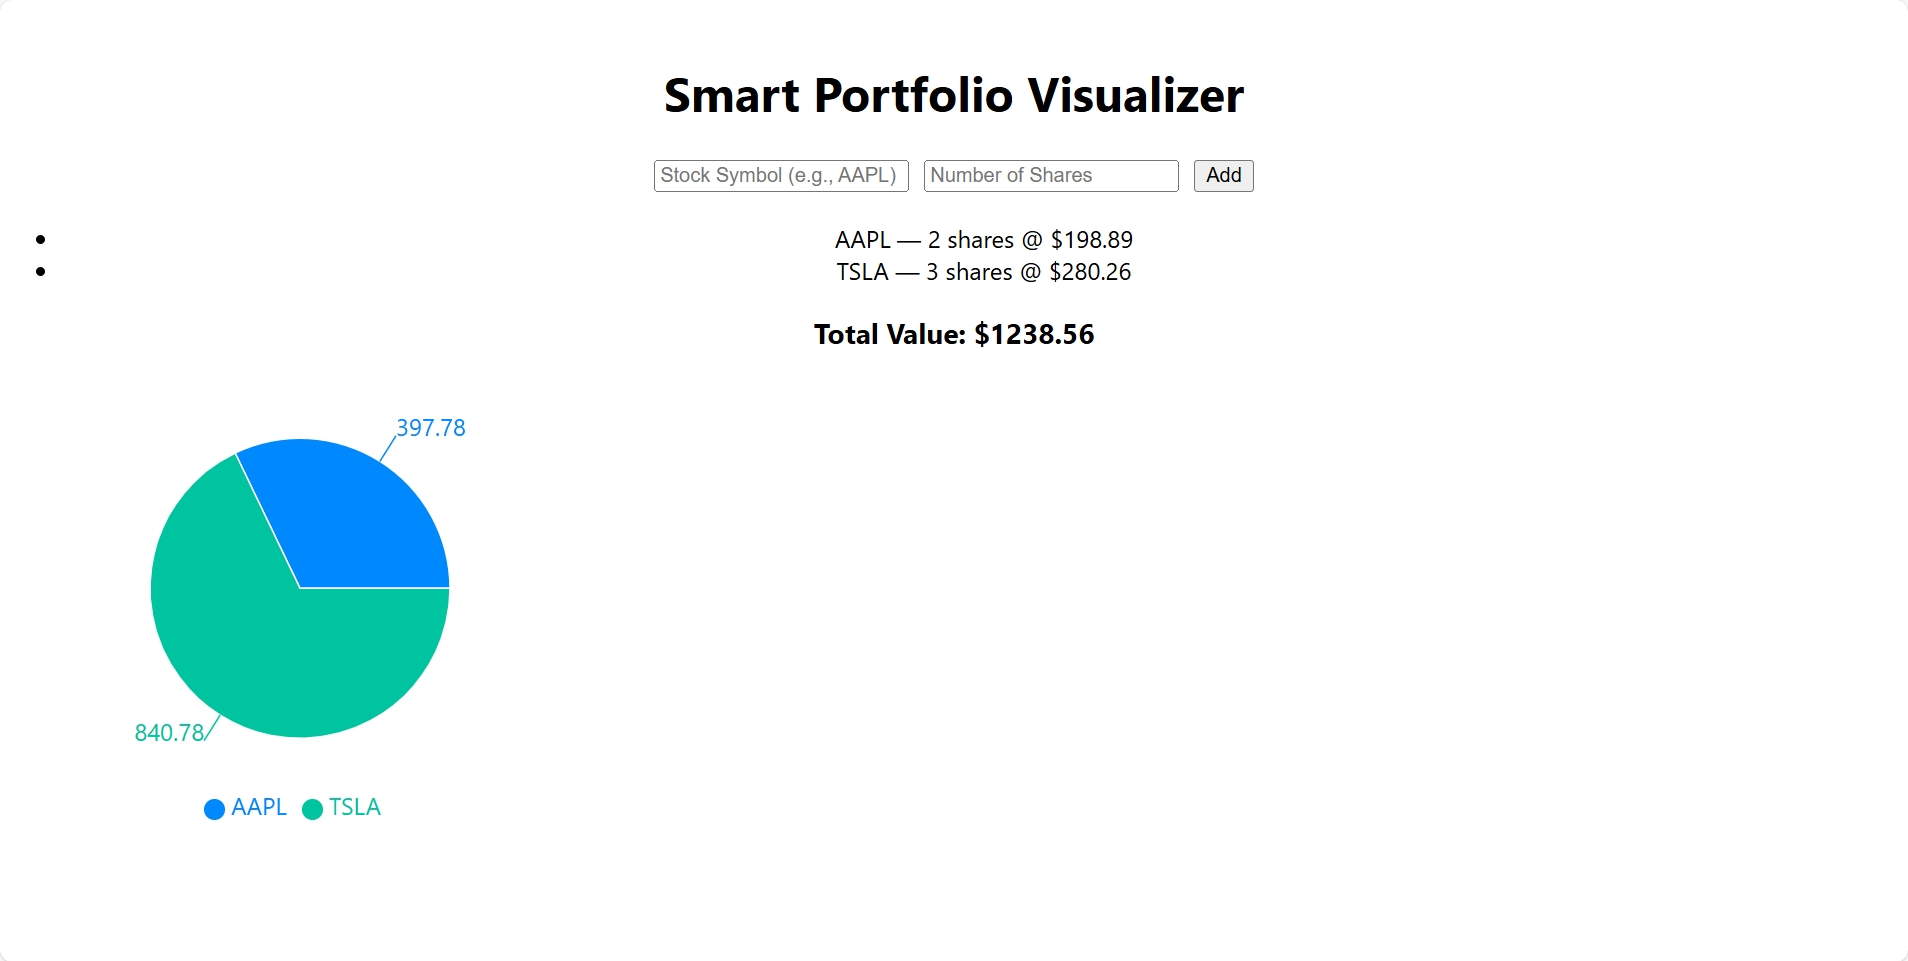 Smart Portfolio Visualizer
Stock Symbol (e.g., AAPL) Number of Shares Add
AAPL — 2 shares @ $198.89
TSLA — 3 shares @ $280.26
Total Value: $1238.56
397.78
840.78
AAPL TSLA